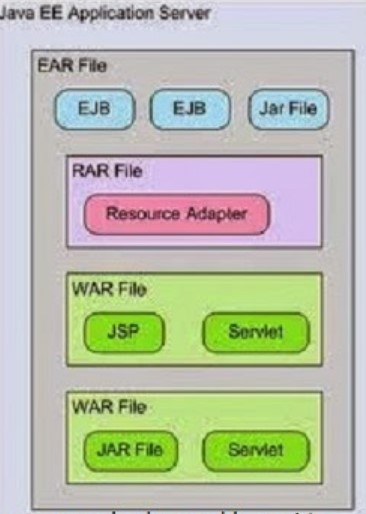 Java EE Application Server
EAR File
EJB EJB Jar File
RAR File
Resource Adapter
WAR File
JSP Servlet
WAR File
JAR File Servlet